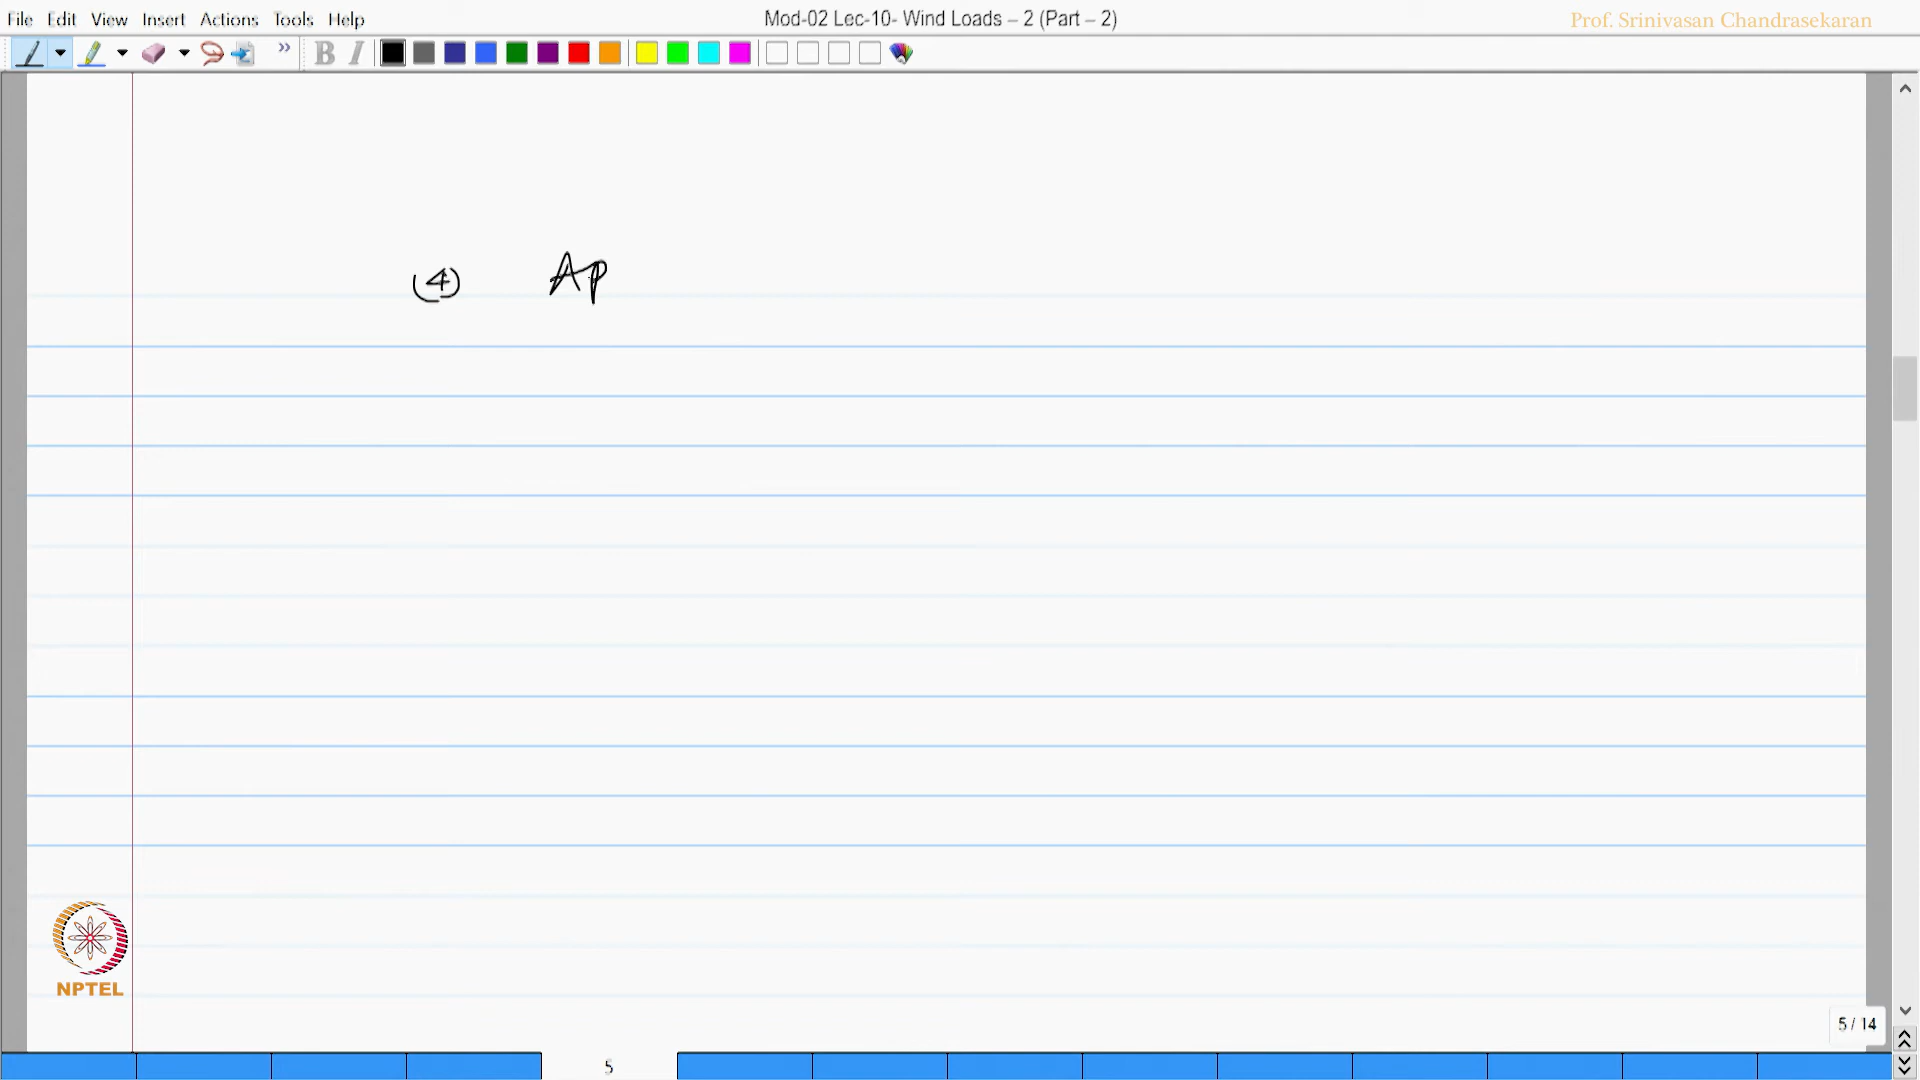 File Edit View Insert Actions Tools Help
Mod-02 Lec-10- Wind Loads – 2 (Part – 2)
Prof. Srinivasan Chandrasekaran
B I
(4) Ap
NPTEL
5 / 14
5